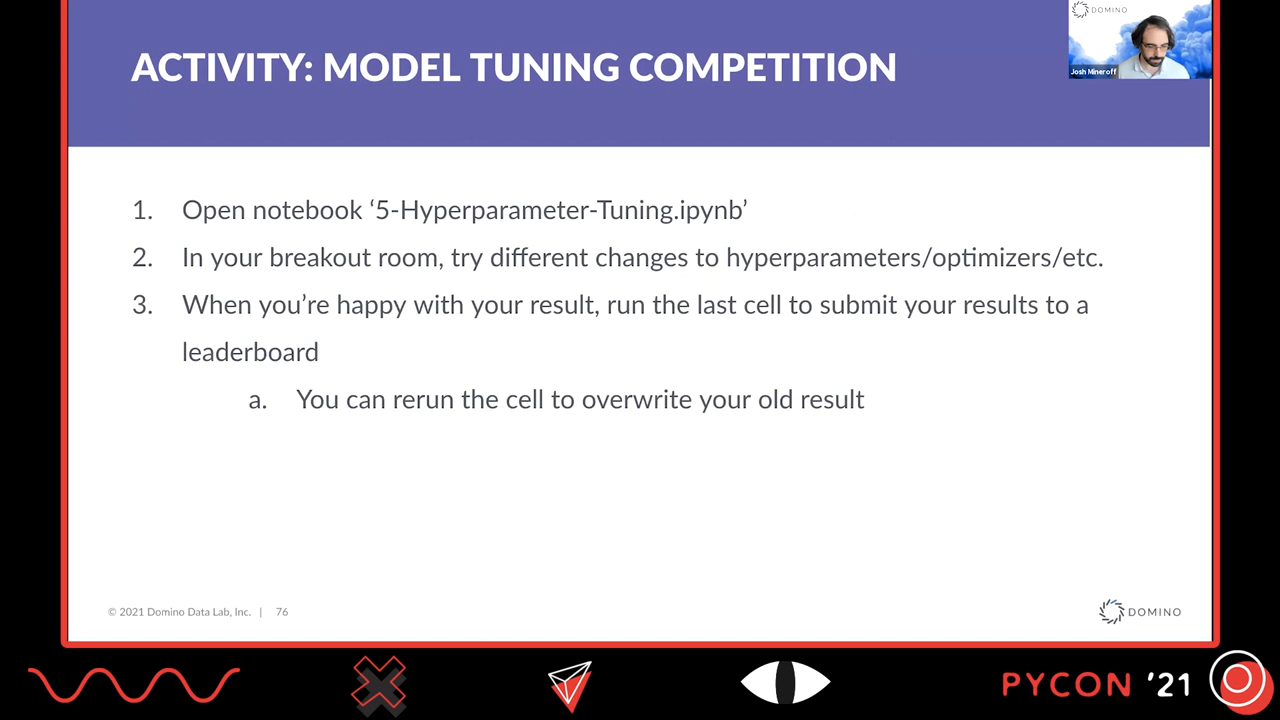 DOMINO
Josh Mineroff
ACTIVITY: MODEL TUNING COMPETITION
1. Open notebook ‘5-Hyperparameter-Tuning.ipynb’
2. In your breakout room, try different changes to hyperparameters/optimizers/etc.
3. When you’re happy with your result, run the last cell to submit your results to a
leaderboard
a. You can rerun the cell to overwrite your old result
© 2021 Domino Data Lab, Inc. | 76
DOMINO
PYCON ’21